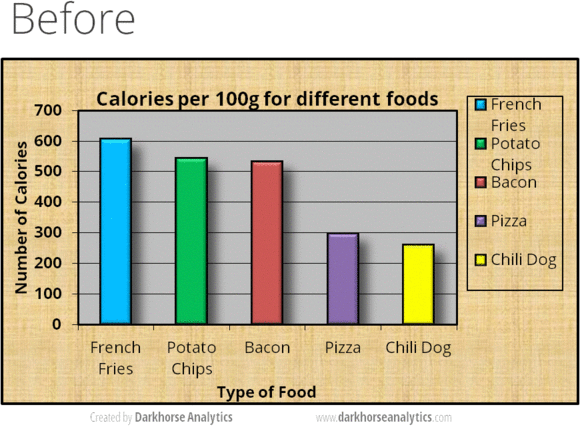 Before
Calories per 100g for different foods
700
600
500
400
300
200
100
0
Number of Calories
French
Fries
Potato
Chips
Bacon
Pizza
Chili Dog
Type of Food
French
Fries
Potato
Chips
Bacon
Pizza
Chili Dog
Created by Darkhorse Analytics www.darkhorseanalytics.com